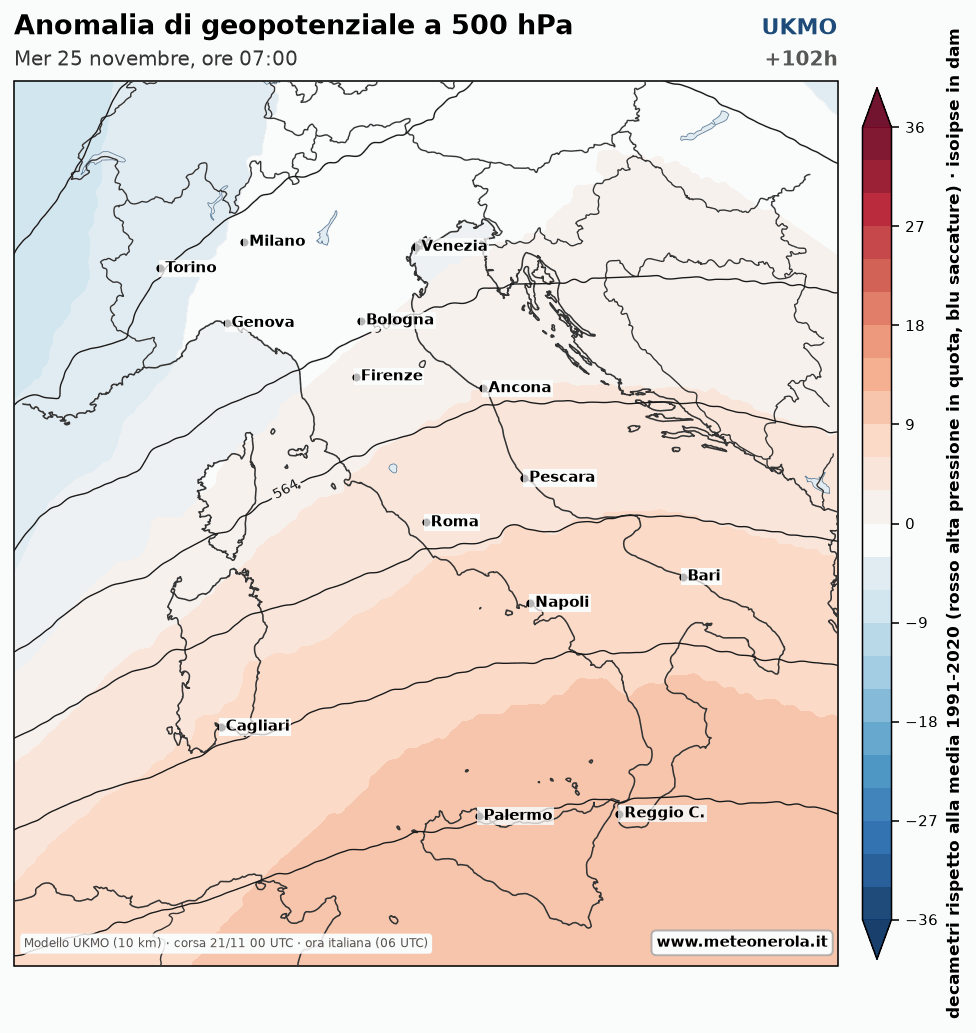 Anomalia di geopotenziale a 500 hPa
UKMO
Mer 25 novembre, ore 07:00
+102h
Milano
Venezia
Torino
Genova
Bologna
Firenze
Ancona
564
Pescara
Roma
Bari
Napoli
Cagliari
Palermo
Reggio C.
Modello UKMO (10 km) · corsa 21/11 00 UTC · ora italiana (06 UTC)
www.meteonerola.it
36
27
18
9
0
−9
−18
−27
−36
decametri rispetto alla media 1991-2020 (rosso alta pressione in quota, blu saccature) · isoipse in dam